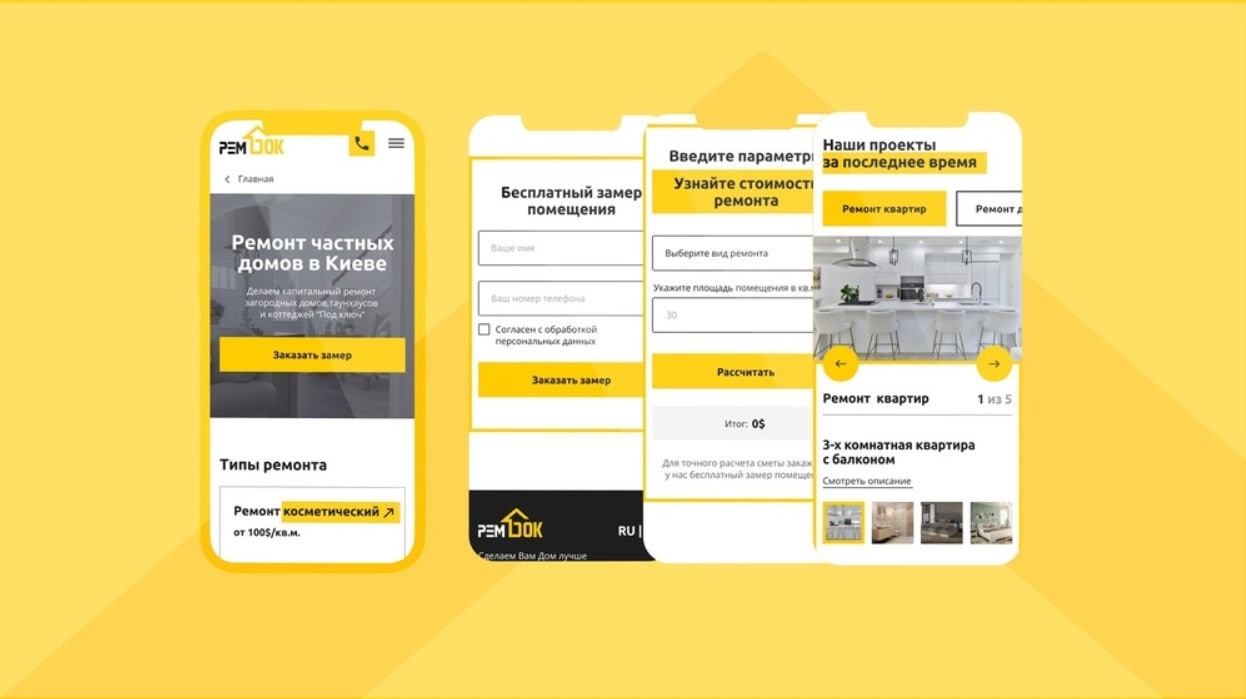 РЕМ ДОК
Главная
Ремонт частных
домов в Киеве
Делаем капитальный ремонт
загородных домов,таунхаусов
и коттеджей "Под ключ"
Заказать замер
Типы ремонта
Ремонт косметический
от 100$/кв.м.
Бесплатный замер
помещения
Ваше имя
Ваш номер телефона
Согласен с обработкой
персональных данных
Заказать замер
РЕМ ДОК
RU |
Сделаем Вам Дом лучше
Введите параметры
Узнайте стоимость
ремонта
Выберите вид ремонта
Укажите площадь помещения в кв.м
30
Рассчитать
Итог: 0$
Для точного расчета сметы закаж
у нас бесплатный замер помещен
Наши проекты
за последнее время
Ремонт квартир
Ремонт д
Ремонт квартир
1 из 5
3-х комнатная квартира
с балконом
Смотреть описание